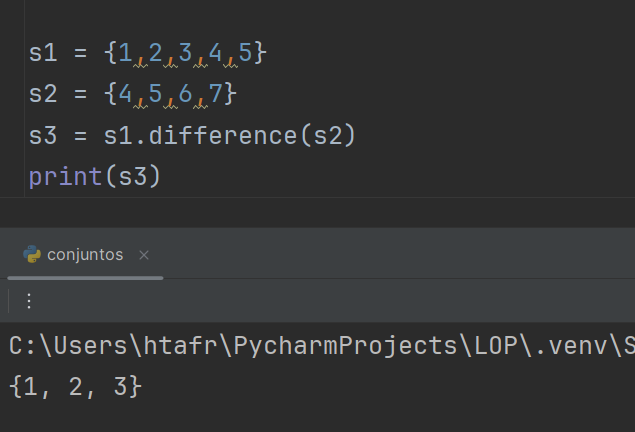 s1 = {1,2,3,4,5}
s2 = {4,5,6,7}
s3 = s1.difference(s2)
print(s3)
conjuntos
C:\Users\htafr\PycharmProjects\LOP\.venv\S
{1, 2, 3}